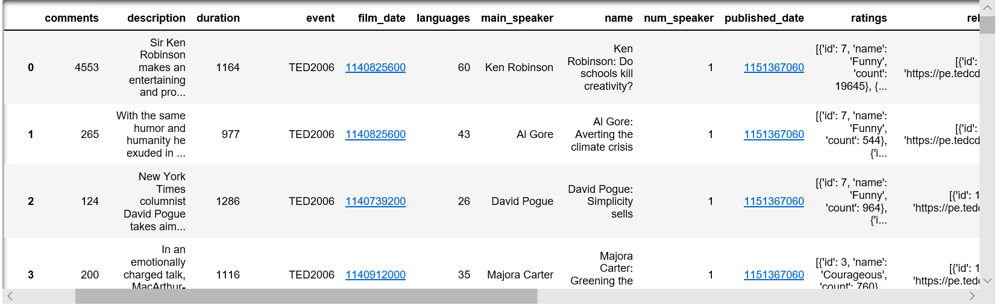 comments description duration event film_date languages main_speaker name num_speaker published_date ratings rel
0 4553 Sir Ken Robinson makes an entertaining and pro... 1164 TED2006 1140825600 60 Ken Robinson Ken Robinson: Do schools kill creativity? 1 1151367060 [{'id': 7, 'name': 'Funny', 'count': 19645}, {... [{'id': 'https://pe.tedcd
1 265 With the same humor and humanity he exuded in ... 977 TED2006 1140825600 43 Al Gore Al Gore: Averting the climate crisis 1 1151367060 [{'id': 7, 'name': 'Funny', 'count': 544}, {'i... [{'id': 'https://pe.tedcd
2 124 New York Times columnist David Pogue takes aim... 1286 TED2006 1140739200 26 David Pogue David Pogue: Simplicity sells 1 1151367060 [{'id': 7, 'name': 'Funny', 'count': 964}, {'i... [{'id': 1 'https://pe.tedc
3 200 In an emotionally charged talk, MacArthur- 1116 TED2006 1140912000 35 Majora Carter Majora Carter: Greening the 1 1151367060 [{'id': 3, 'name': 'Courageous', 'count': 760}, [{'id': 1 'https://pe.tedc